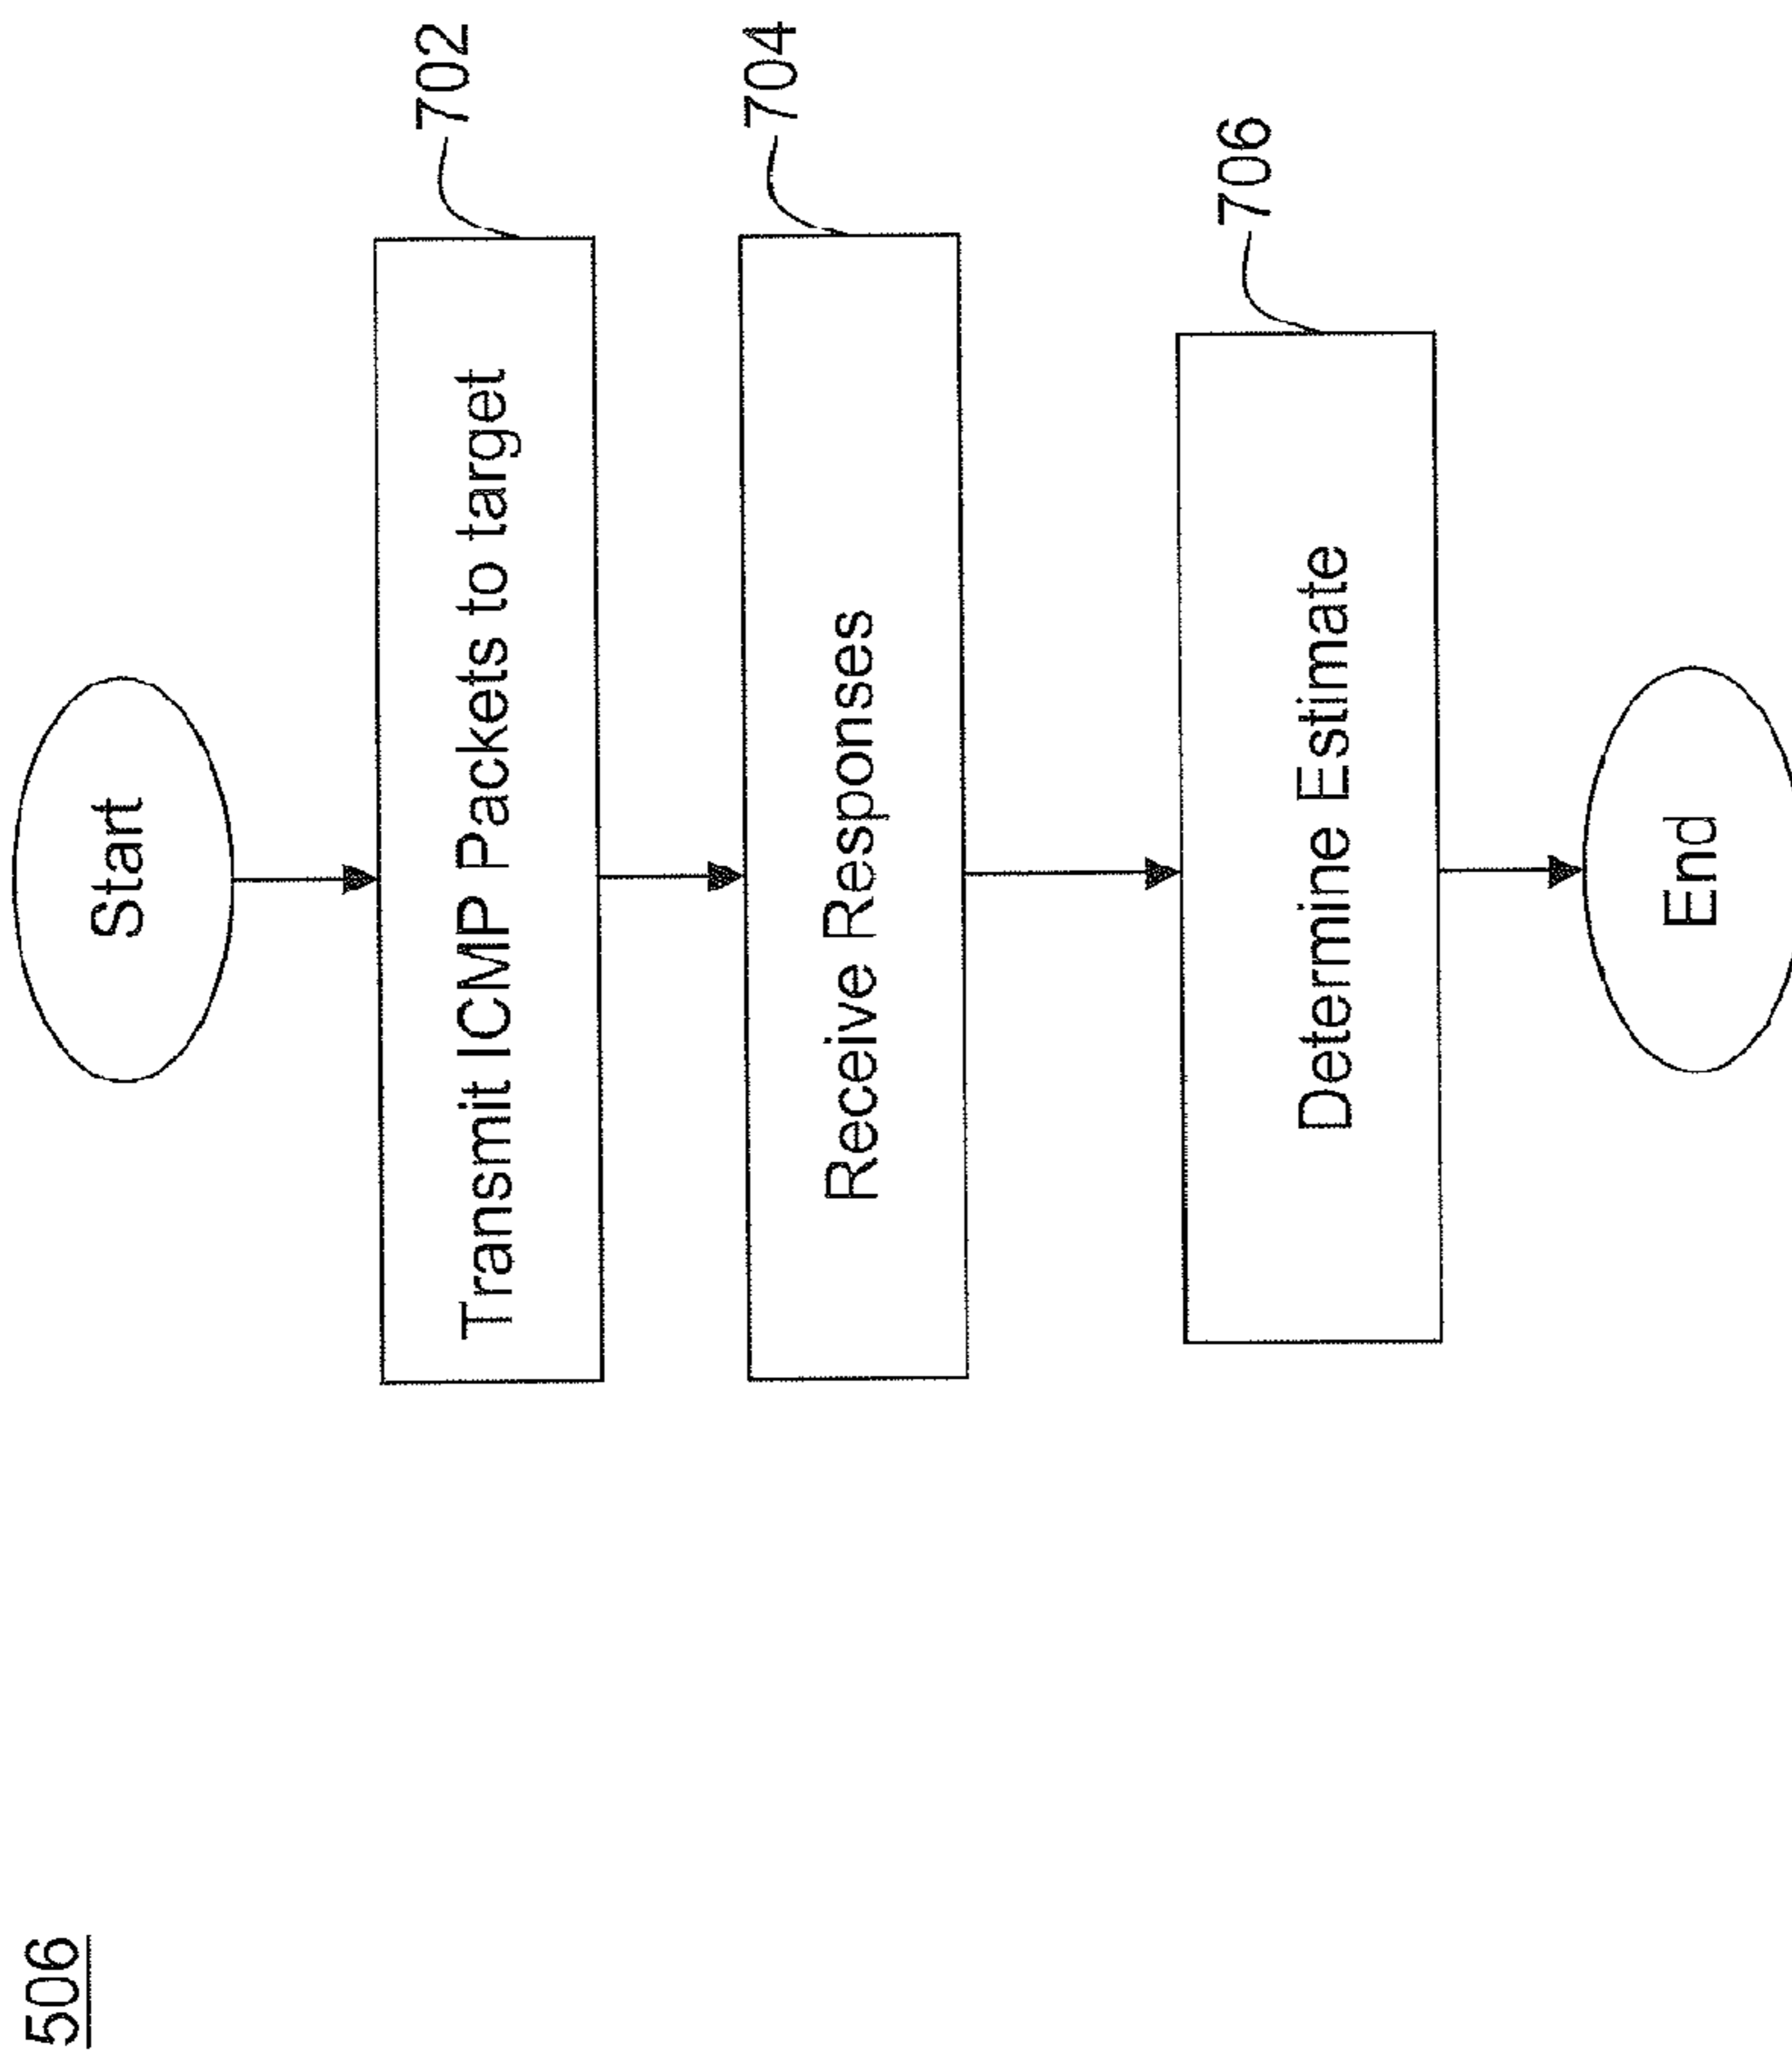 506
Start
Transmit ICMP Packets to target
702
Receive Responses
704
Determine Estimate
706
End